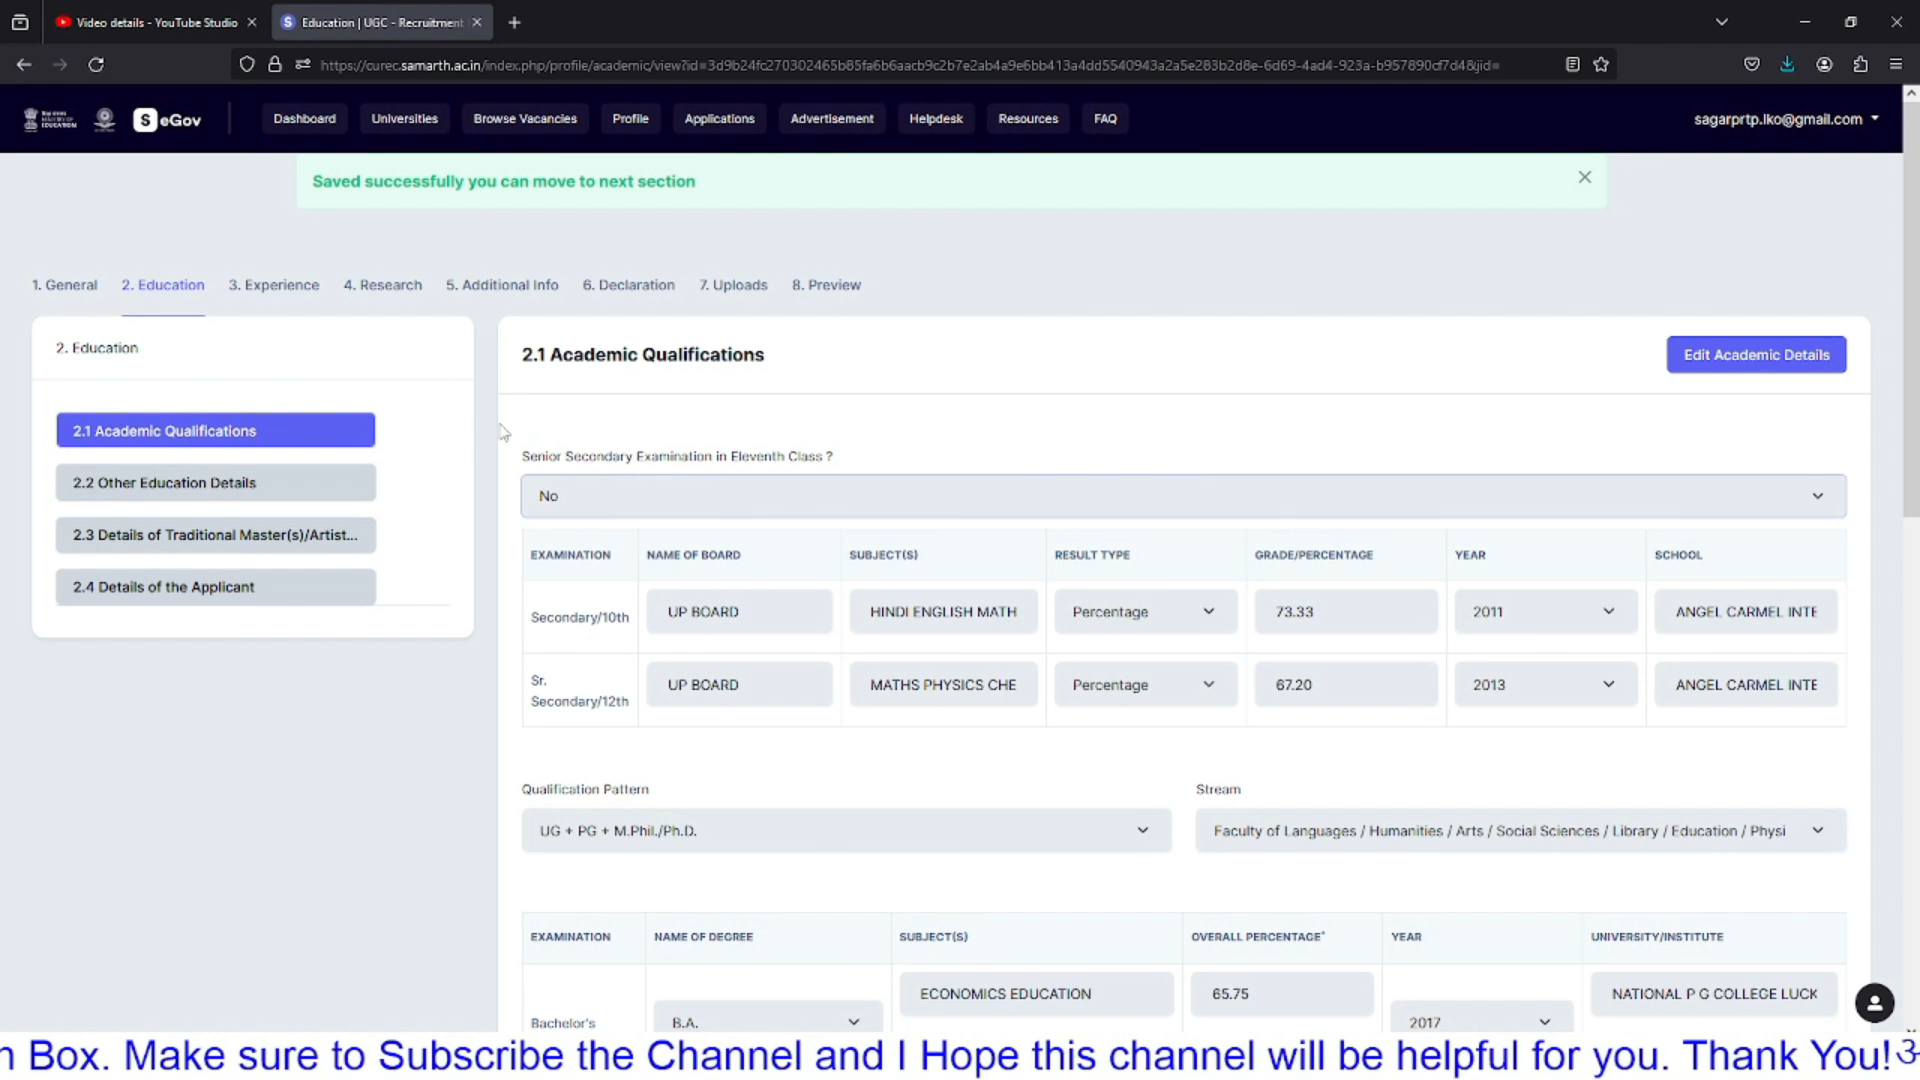 Video details - YouTube Studio
Education | UGC - Recruitment
https://curec.samarth.ac.in/index.php/profile/academic/view?id=3d9b24fc270302465b85fa6b6aacb9c2b7e2ab4a9e6bb413a4dd5540943a2a5e283b2d8e-6d69-4ad4-923a-b957890cf7d4&jid=
S eGov
Dashboard
Universities
Browse Vacancies
Profile
Applications
Advertisement
Helpdesk
Resources
FAQ
sagarprtp.lko@gmail.com
Saved successfully you can move to next section
1. General
2. Education
3. Experience
4. Research
5. Additional Info
6. Declaration
7. Uploads
8. Preview
2. Education
2.1 Academic Qualifications
2.2 Other Education Details
2.3 Details of Traditional Master(s)/Artist...
2.4 Details of the Applicant
2.1 Academic Qualifications
Edit Academic Details
Senior Secondary Examination in Eleventh Class ?
No
EXAMINATION NAME OF BOARD SUBJECT(S) RESULT TYPE GRADE/PERCENTAGE YEAR SCHOOL
Secondary/10th UP BOARD HINDI ENGLISH MATH Percentage 73.33 2011 ANGEL CARMEL INTE
Sr. Secondary/12th UP BOARD MATHS PHYSICS CHE Percentage 67.20 2013 ANGEL CARMEL INTE
Qualification Pattern
UG + PG + M.Phil./Ph.D.
Stream
Faculty of Languages / Humanities / Arts / Social Sciences / Library / Education / Physi
EXAMINATION NAME OF DEGREE SUBJECT(S) OVERALL PERCENTAGE* YEAR UNIVERSITY/INSTITUTE
Bachelor's B.A. ECONOMICS EDUCATION 65.75 2017 NATIONAL P G COLLEGE LUCK
n Box. Make sure to Subscribe the Channel and I Hope this channel will be helpful for you. Thank You!